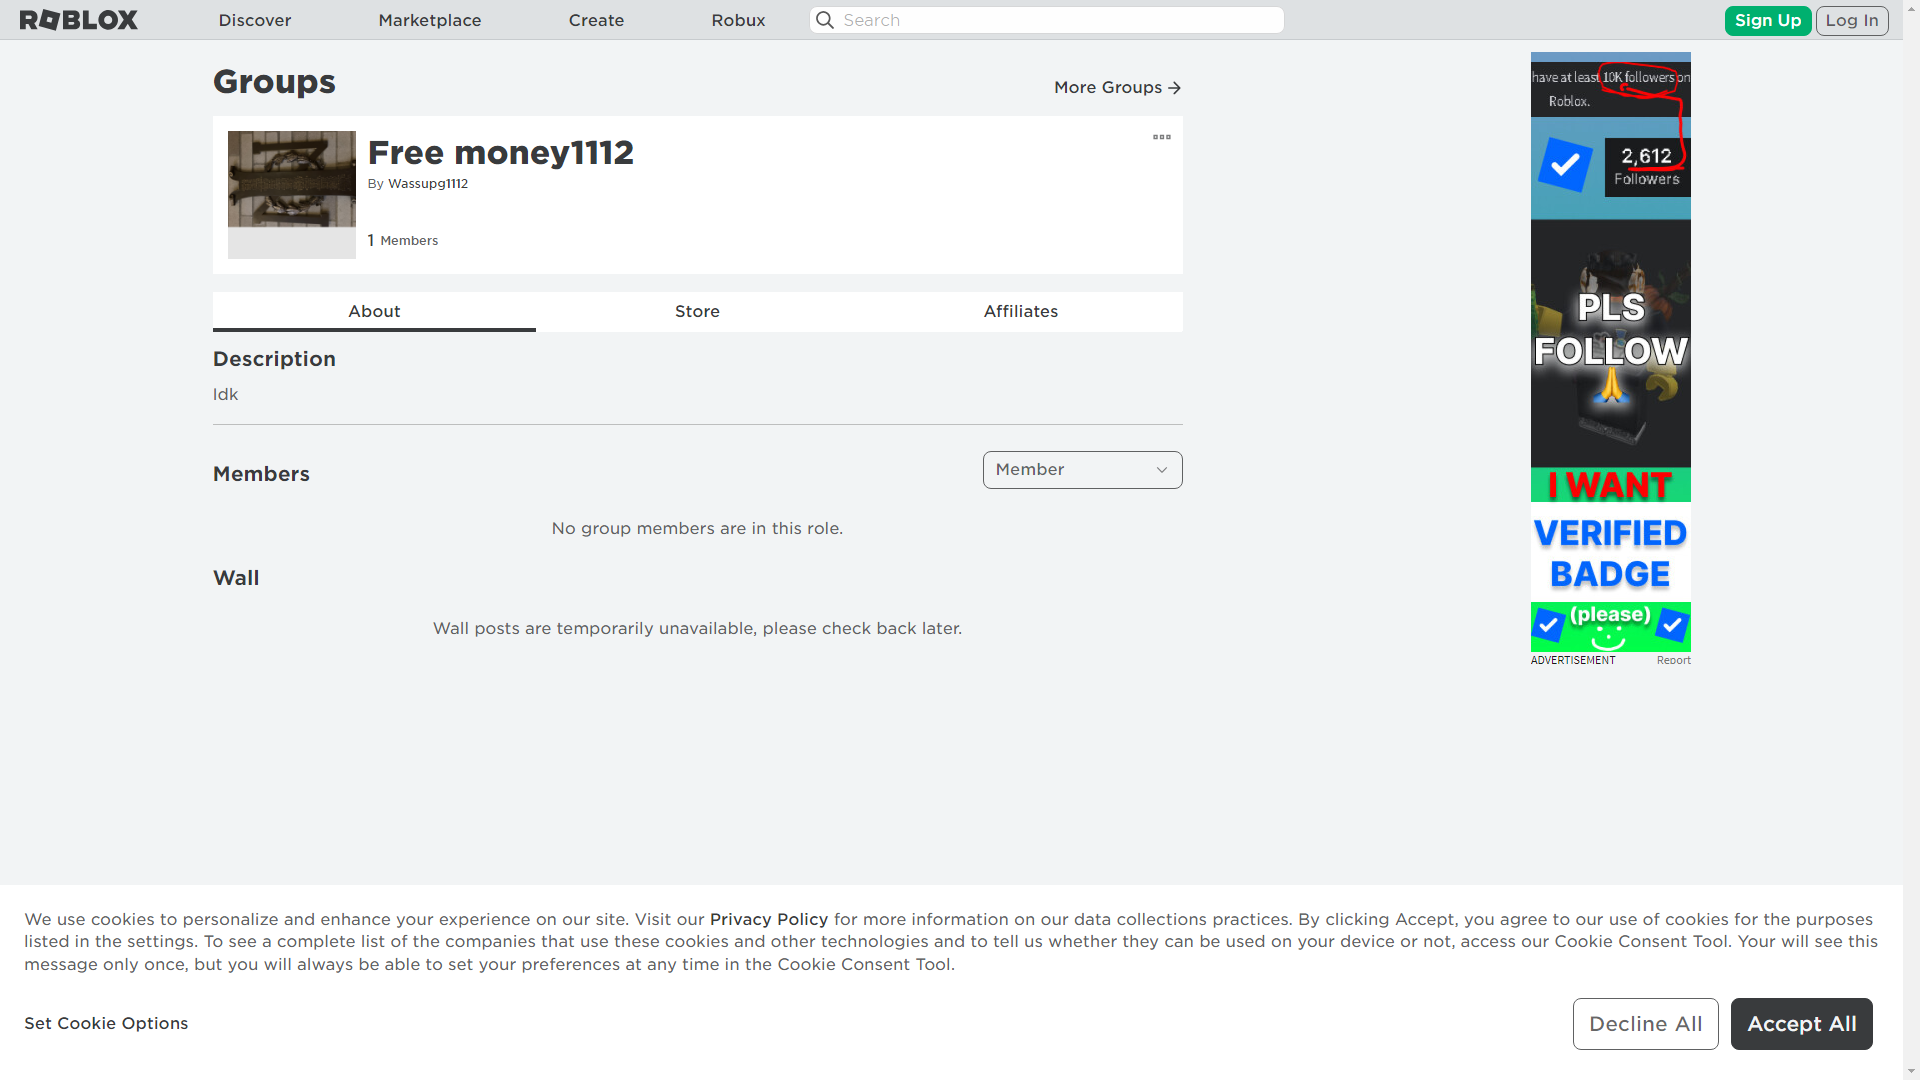 ROBLOX
Discover
Marketplace
Create
Robux
Search
Sign Up
Log In
Groups
More Groups
Free money1112
By Wassupg1112
1 Members
About
Store
Affiliates
Description
Idk
Members
Member
No group members are in this role.
Wall
Wall posts are temporarily unavailable, please check back later.
have at least 10K followers on
Roblox.
2,612
Followers
PLS
FOLLOW
I WANT
VERIFIED
BADGE
(please)
ADVERTISEMENT
Report
We use cookies to personalize and enhance your experience on our site. Visit our Privacy Policy for more information on our data collections practices. By clicking Accept, you agree to our use of cookies for the purposes
listed in the settings. To see a complete list of the companies that use these cookies and other technologies and to tell us whether they can be used on your device or not, access our Cookie Consent Tool. Your will see this
message only once, but you will always be able to set your preferences at any time in the Cookie Consent Tool.
Set Cookie Options
Decline All
Accept All